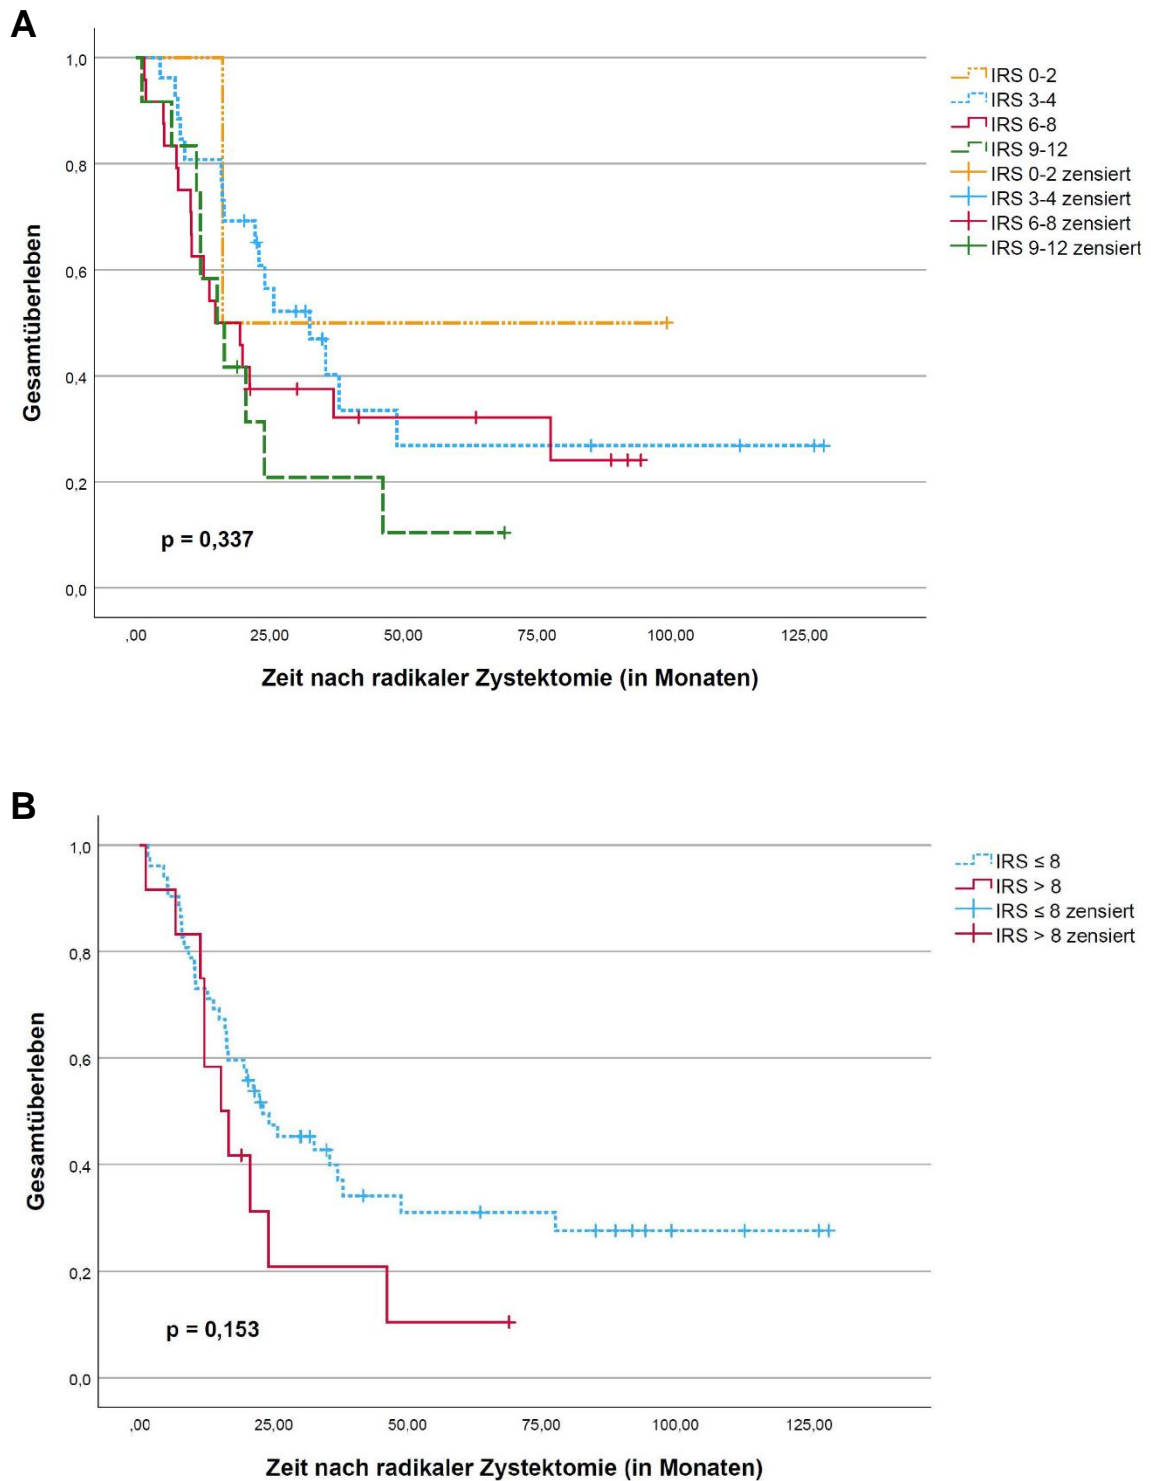 A
1,0
0,8
0,6
0,4
0,2
0,0
Gesamtüberleben
p = 0,337
,00
25,00
50,00
75,00
100,00
125,00
Zeit nach radikaler Zystektomie (in Monaten)
IRS 0-2
IRS 3-4
IRS 6-8
IRS 9-12
IRS 0-2 zensiert
IRS 3-4 zensiert
IRS 6-8 zensiert
IRS 9-12 zensiert
B
1,0
0,8
0,6
0,4
0,2
0,0
Gesamtüberleben
p = 0,153
,00
25,00
50,00
75,00
100,00
125,00
Zeit nach radikaler Zystektomie (in Monaten)
IRS ≤ 8
IRS > 8
IRS ≤ 8 zensiert
IRS > 8 zensiert